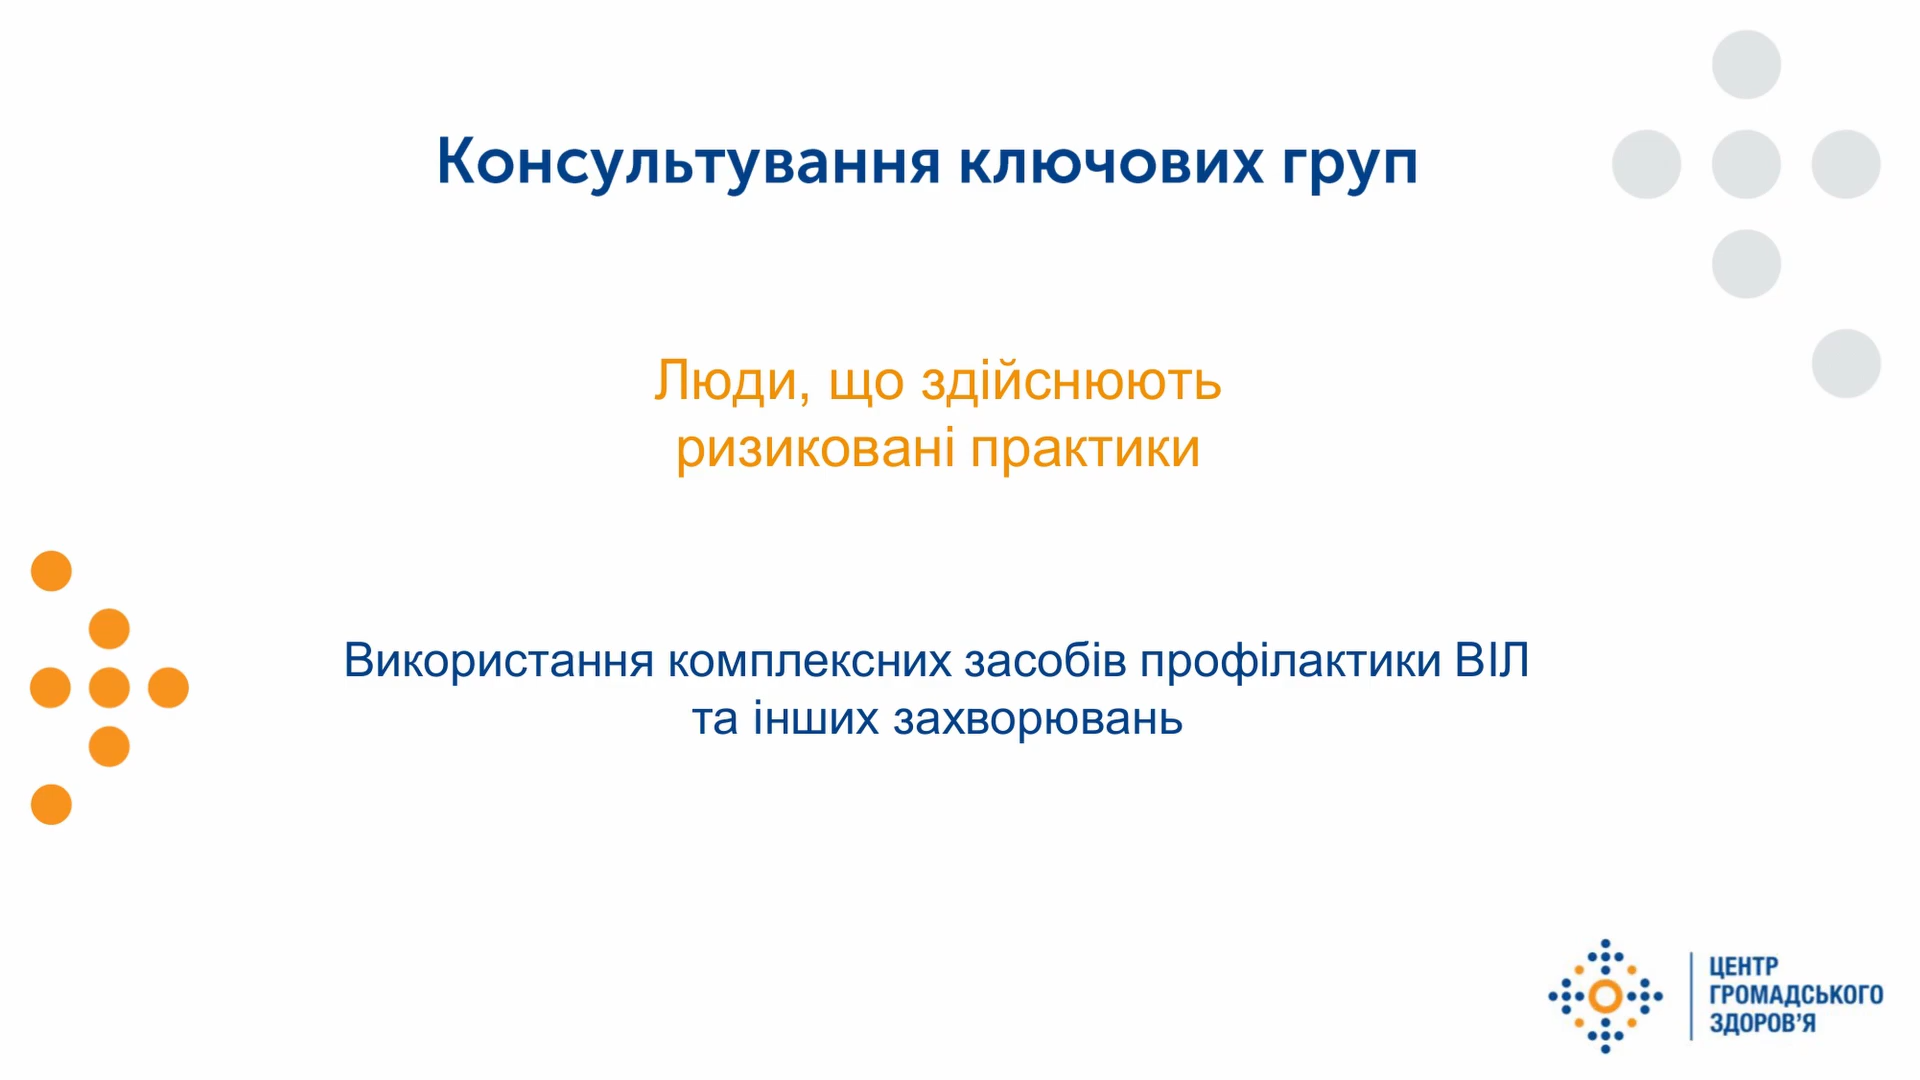 Консультування ключових груп
Люди, що здійснюють
ризиковані практики
Використання комплексних засобів профілактики ВІЛ
та інших захворювань
ЦЕНТР
ГРОМАДСЬКОГО
ЗДОРОВ’Я